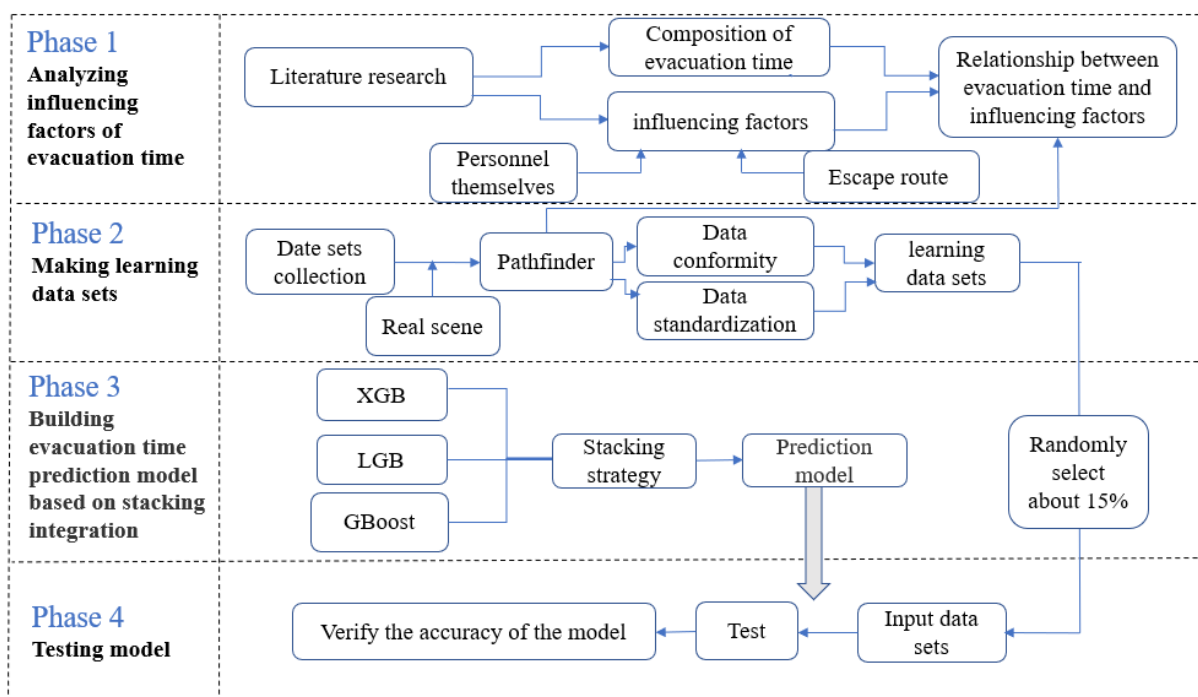 Phase 1
Analyzing
influencing
factors of
evacuation time
Literature research
Composition of
evacuation time
influencing factors
Relationship between
evacuation time and
influencing factors
Personnel
themselves
Escape route
Phase 2
Making learning
data sets
Date sets
collection
Real scene
Pathfinder
Data
conformity
Data
standardization
learning
data sets
Phase 3
Building
evacuation time
prediction model
based on stacking
integration
XGB
LGB
GBoost
Stacking
strategy
Prediction
model
Randomly
select
about 15%
Phase 4
Testing model
Verify the accuracy of the model
Test
Input data
sets